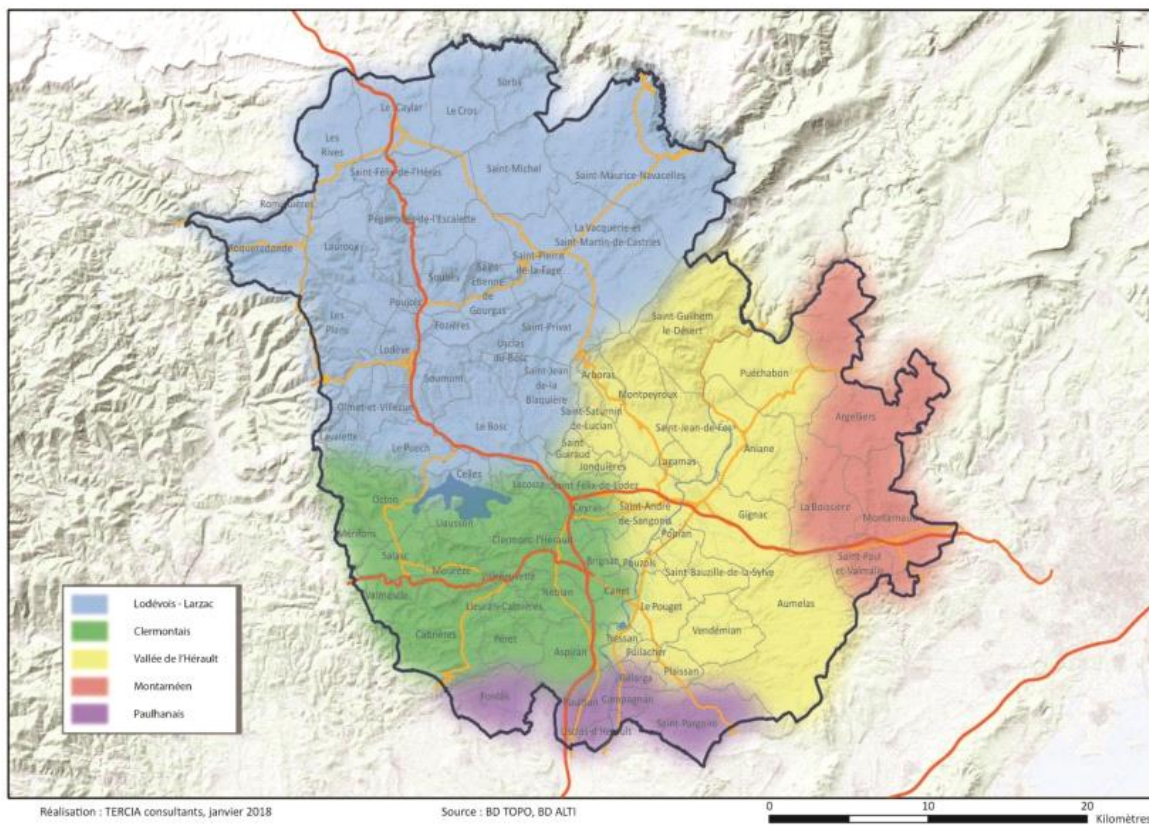 Sorbs
Le Caylar
Le Cros
Les
Rives
Saint-Michel
Saint-Félix-de-l'Héras
Saint-Maurice-Navacelles
Romiguières
Pégairolles-de-l'Escalette
La Vacquerie-et
Saint-Martin-de-Castries
Roqueredonde
Lauroux
Saint-Pierre
de-la-Fage
Soubès
Saint-
Etienne
de
Gourgas
Poujols
Les
Plans
Fozières
Saint-Privat
Saint-Guilhem
le Désert
Lodève
Usclas
du-Bosc
Soumont
Saint-Jean
de-la
Blaquière
Arboras
Puéchabon
Montpeyroux
Argelliers
Olmet-et-Villecun
Saint-Saturnin
de-Lucian
Saint-Jean-de-Fos
Le Bosc
Lavalette
Le Puech
Saint
Guiraud
Aniane
Lagamas
Jonquières
Celles
Lacoste
Saint-Félix-de-Lodez
Octon
Ceyras
Saint-André
de-Sangonis
Gignac
La Boissière
Montarnaud
Liausson
Mérifons
Clermont-l'Hérault
Popian
Salasc
Brignac
Pouzols
Saint-Paul
et-Valmalle
Mourèze
Villeneuvette
Saint-Bauzille-de-la-Sylve
Valmascle
Nébian
Canet
Lieuran-Cabrières
Le Pouget
Aumelas
Cabrières
Péret
Vendémian
Tressan
Aspiran
Puilacher
Plaissan
Bélarga
Fontès
Paulhan
Campagnan
Saint-Pargoire
Usclas-d'Hérault
Lodévois - Larzac
Clermontais
Vallée de l'Hérault
Montarnéen
Paulhanais
Réalisation : TERCIA consultants, janvier 2018
Source : BD TOPO, BD ALTI
0 10 20
Kilomètres